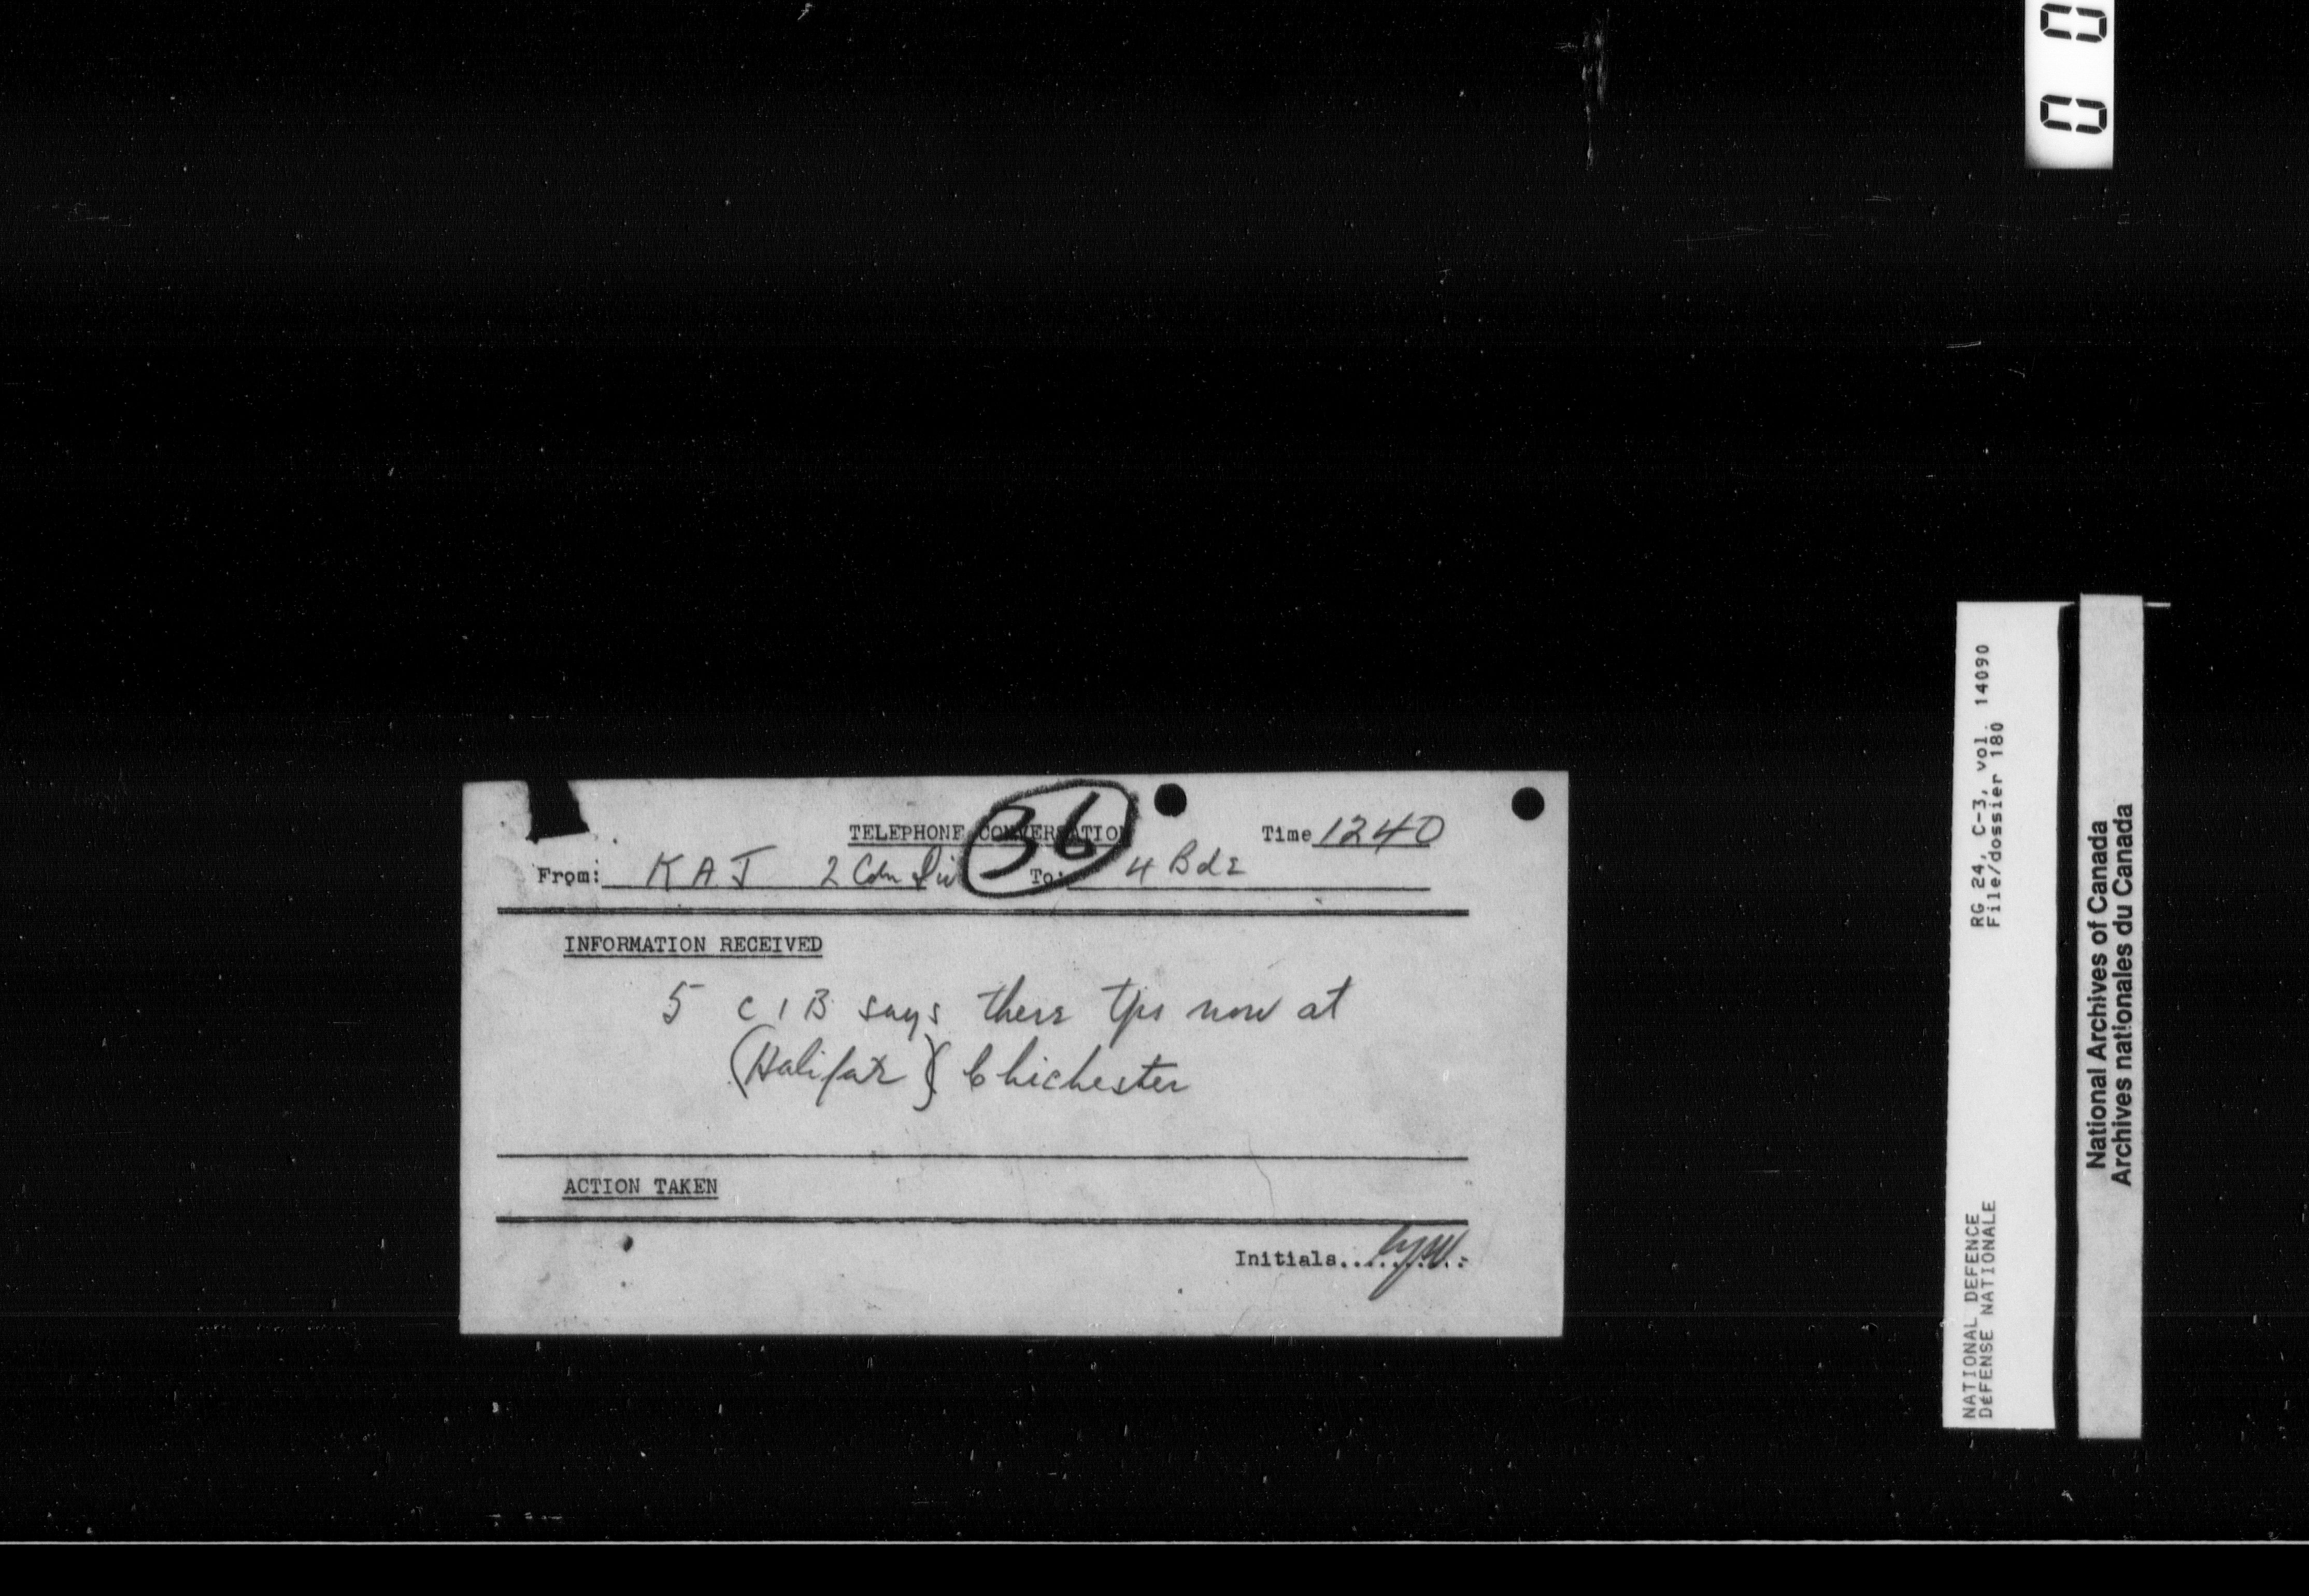 0 0
36
TELEPHONE CONVERSATION Time 1240
From: K A J 2 Cdn Div To: 4 Bde
INFORMATION RECEIVED
5 C I B says there tps now at
(Halifax) Chichester
ACTION TAKEN
Initials..........
RG 24, C-3, vol. 14090
File/dossier 180
NATIONAL DEFENCE
DéFENSE NATIONALE
National Archives of Canada
Archives nationales du Canada